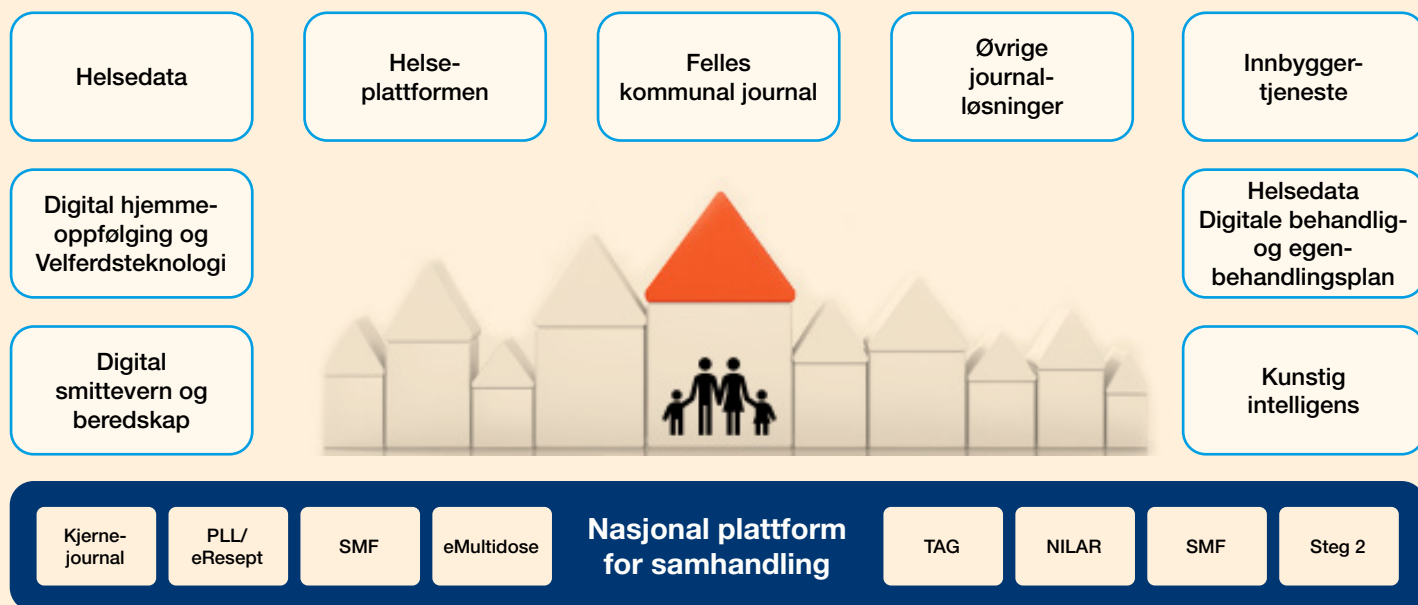 Helsedata
Helse-
plattformen
Felles
kommunal journal
Øvrige
journal-
løsninger
Innbygger-
tjeneste
Digital hjemme-
oppfølging og
Velferdsteknologi
Helsedata
Digitale behandlig-
og egen-
behandlingsplan
Digital
smittevern og
beredskap
Kunstig
intelligens
Kjerne-
journal
PLL/
eResept
SMF
eMultidose
Nasjonal plattform
for samhandling
TAG
NILAR
SMF
Steg 2